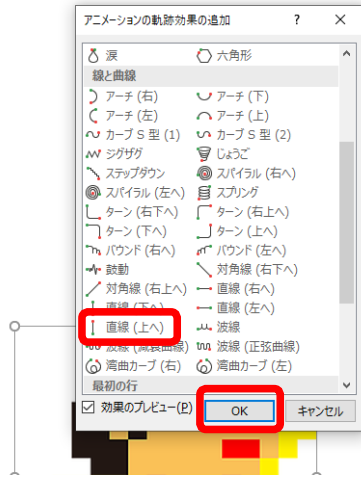 アニメーションの軌跡効果の追加 ? ×
涙 六角形
線と曲線
アーチ (右) アーチ (下)
アーチ (左) アーチ (上)
カーブ S 型 (1) カーブ S 型 (2)
ジグザグ じょうご
ステップダウン スパイラル (右へ)
スパイラル (左へ) スプリング
ターン (右下へ) ターン (右上へ)
ターン (下へ) ターン (上へ)
バウンド (右へ) バウンド (左へ)
鼓動 対角線 (右下へ)
対角線 (右上へ) 直線 (右へ)
直線 (下へ) 直線 (左へ)
直線 (上へ) 波線
波線 (減衰曲線) 波線 (正弦曲線)
湾曲カーブ (右) 湾曲カーブ (左)
最初の行
効果のプレビュー(P) OK キャンセル